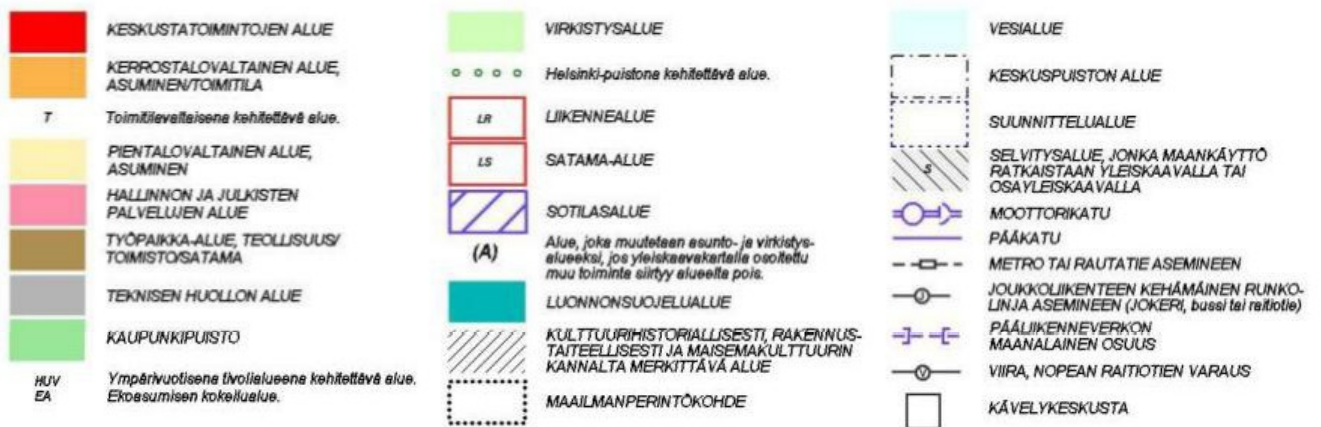 KESKUSTATOIMINTOJEN ALUE
KERROSTALOVALTAINEN ALUE,
ASUMINEN/TOIMITILA
T Toimitilavaltaisena kehitettävä alue.
PIENTALOVALTAINEN ALUE,
ASUMINEN
HALLINNON JA JULKISTEN
PALVELUJEN ALUE
TYÖPAIKKA-ALUE, TEOLLISUUS/
TOIMISTO/SATAMA
TEKNISEN HUOLLON ALUE
KAUPUNKIPUISTO
HUV Ympärivuotisena tivolialueena kehitettävä alue.
EA Ekoasumisen kokeilualue.
VIRKISTYSALUE
Helsinki-puistona kehitettävä alue.
LR LIIKENNEALUE
LS SATAMA-ALUE
SOTILASALUE
(A) Alue, joka muutetaan asunto- ja virkistys-
alueeksi, jos yleiskaavakartalla osoitettu
muu toiminta siirtyy alueelta pois.
LUONNONSUOJELUALUE
KULTTUURIHISTORIALLISESTI, RAKENNUS-
TAITEELLISESTI JA MAISEMAKULTTUURIN
KANNALTA MERKITTÄVÄ ALUE
MAAILMANPERINTÖKOHDE
VESIALUE
KESKUSPUISTON ALUE
SUUNNITTELUALUE
S SELVITYSALUE, JONKA MAANKÄYTTÖ
RATKAISTAAN YLEISKAAVALLA TAI
OSAYLEISKAAVALLA
MOOTTORIKATU
PÄÄKATU
METRO TAI RAUTATIE ASEMINEEN
J JOUKKOLIIKENTEEN KEHÄMÄINEN RUNKO-
LINJA ASEMINEEN (JOKERI, bussi tai raitiotie)
PÄÄLIIKENNEVERKON
MAANALAINEN OSUUS
V VIIRA, NOPEAN RAITIOTIEN VARAUS
KÄVELYKESKUSTA